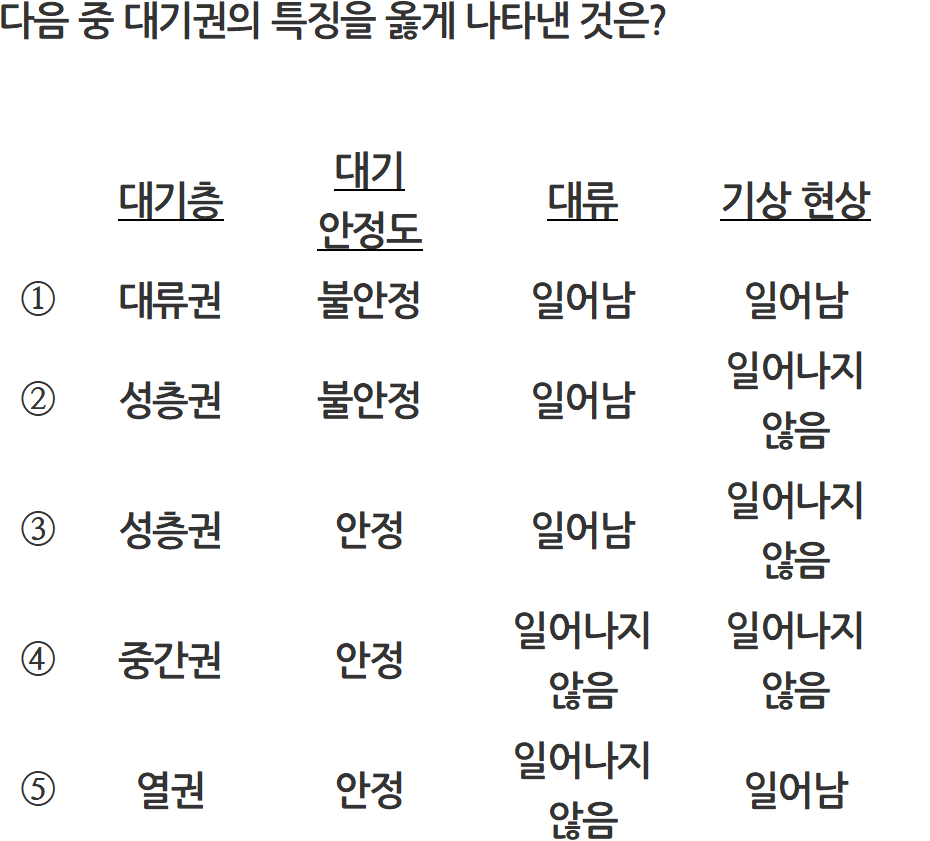 다음 중 대기권의 특징을 옳게 나타낸 것은?
대기층 대기 안정도 대류 기상 현상
① 대류권 불안정 일어남 일어남
② 성층권 불안정 일어남 일어나지 않음
③ 성층권 안정 일어남 일어나지 않음
④ 중간권 안정 일어나지 않음 일어나지 않음
⑤ 열권 안정 일어나지 않음 일어남